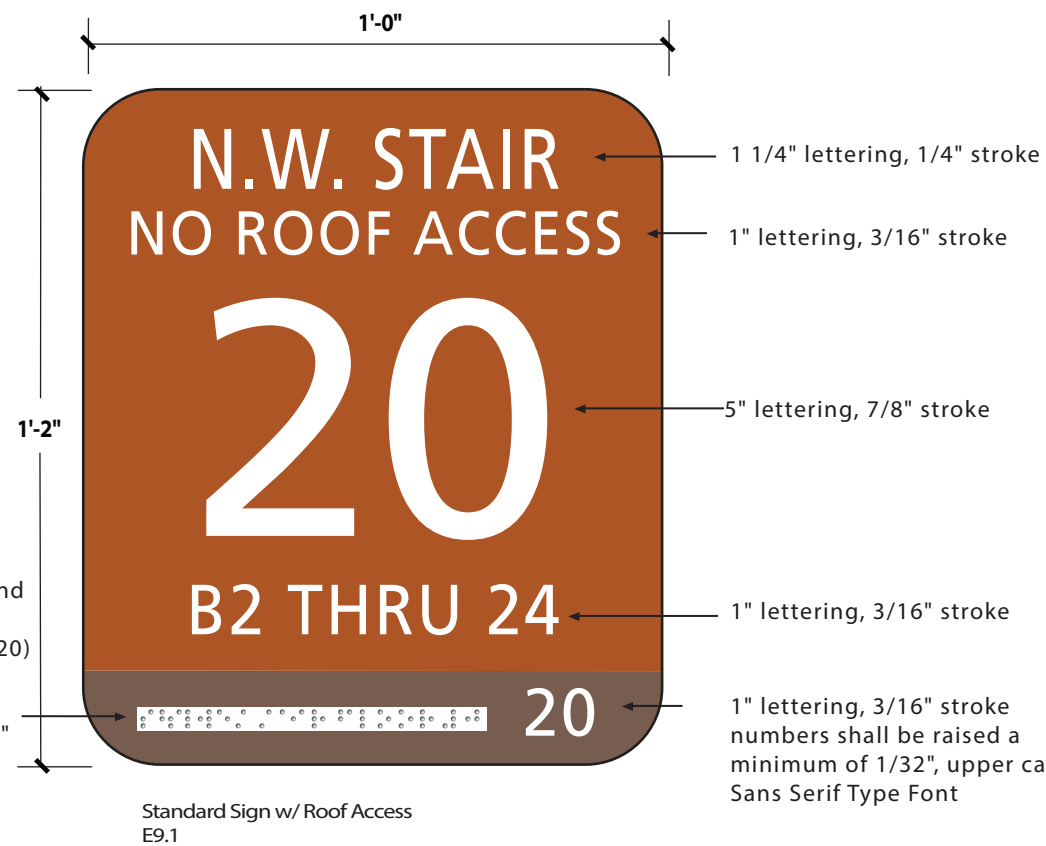 1'-0"
N.W. STAIR
1 1/4" lettering, 1/4" stroke
NO ROOF ACCESS
1" lettering, 3/16" stroke
20
5" lettering, 7/8" stroke
1'-2"
B2 THRU 24
1" lettering, 3/16" stroke
20)
20
1" lettering, 3/16" stroke
numbers shall be raised a
minimum of 1/32", upper ca
Sans Serif Type Font
Standard Sign w/ Roof Access
E9.1